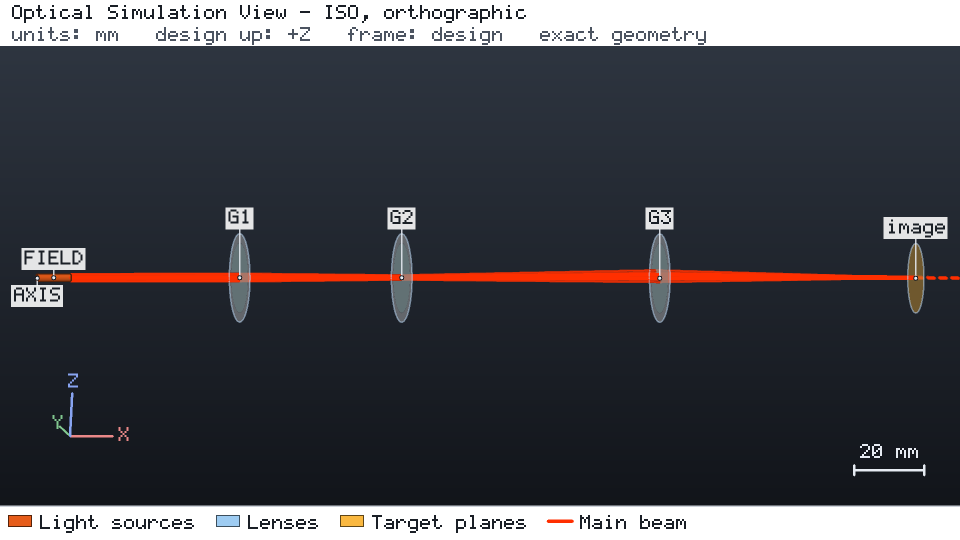 Optical Simulation View - ISO, orthographic
units: mm   design up: +Z   frame: design   exact geometry
G1
G2
G3
image
FIELD
AXIS
Z
Y
X
20 mm
Light sources
Lenses
Target planes
Main beam